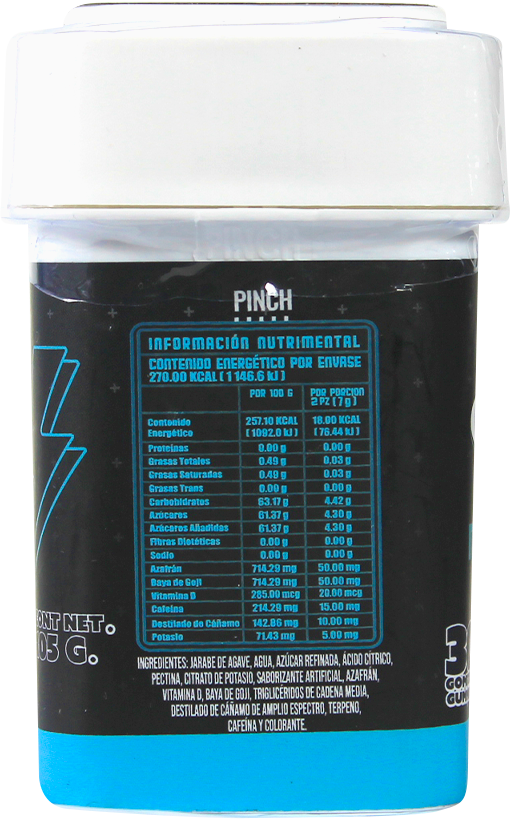 PINCH
INFORMACIÓN NUTRIMENTAL
CONTENIDO ENERGÉTICO POR ENVASE
270.00 KCAL (1146.6 kJ)
POR 100 G POR PORCION
2 PZ (7g)
Contenido 257.10 KCAL 18.00 KCAL
Energético (1092.0 kJ) (76.44 kJ)
Proteínas 0.00 g 0.00 g
Grasas Totales 0.49 g 0.03 g
Grasas Saturadas 0.49 g 0.03 g
Grasas Trans 0.00 g 0.00 g
Carbohidratos 63.17 g 4.42 g
Azúcares 61.37 g 4.30 g
Azúcares Añadidas 61.37 g 4.30 g
Fibras Dietéticas 0.00 g 0.00 g
Sodio 0.00 g 0.00 g
Azafrán 714.29 mg 50.00 mg
Baya de Goji 714.29 mg 50.00 mg
Vitamina D 285.00 mcg 20.00 mcg
Cafeína 214.29 mg 15.00 mg
Destilado de Cáñamo 142.86 mg 10.00 mg
Potasio 71.43 mg 5.00 mg
INGREDIENTES: JARABE DE AGAVE, AGUA, AZÚCAR REFINADA, ÁCIDO CÍTRICO,
PECTINA, CITRATO DE POTASIO, SABORIZANTE ARTIFICIAL, AZAFRÁN,
VITAMINA D, BAYA DE GOJI, TRIGLICÉRIDOS DE CADENA MEDIA,
DESTILADO DE CÁÑAMO DE AMPLIO ESPECTRO, TERPENO,
CAFEÍNA Y COLORANTE.
ONT NET.
05 G.